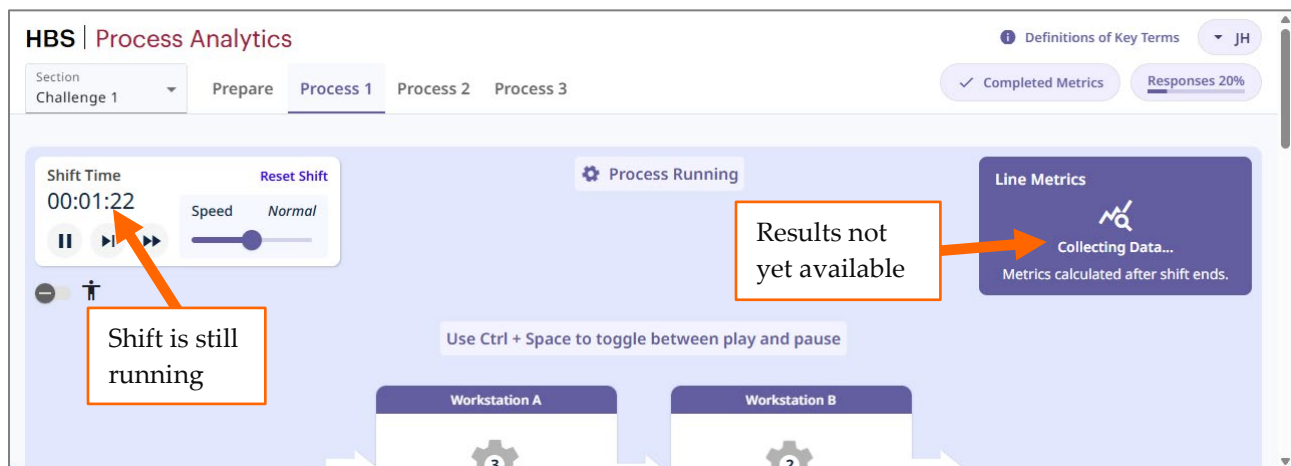 HBS | Process Analytics
Definitions of Key Terms
JH
Section
Challenge 1
Prepare
Process 1
Process 2
Process 3
Completed Metrics
Responses 20%
Shift Time
Reset Shift
00:01:22
Speed
Normal
Process Running
Line Metrics
Collecting Data...
Metrics calculated after shift ends.
Results not
yet available
Shift is still
running
Use Ctrl + Space to toggle between play and pause
Workstation A
Workstation B
3
2